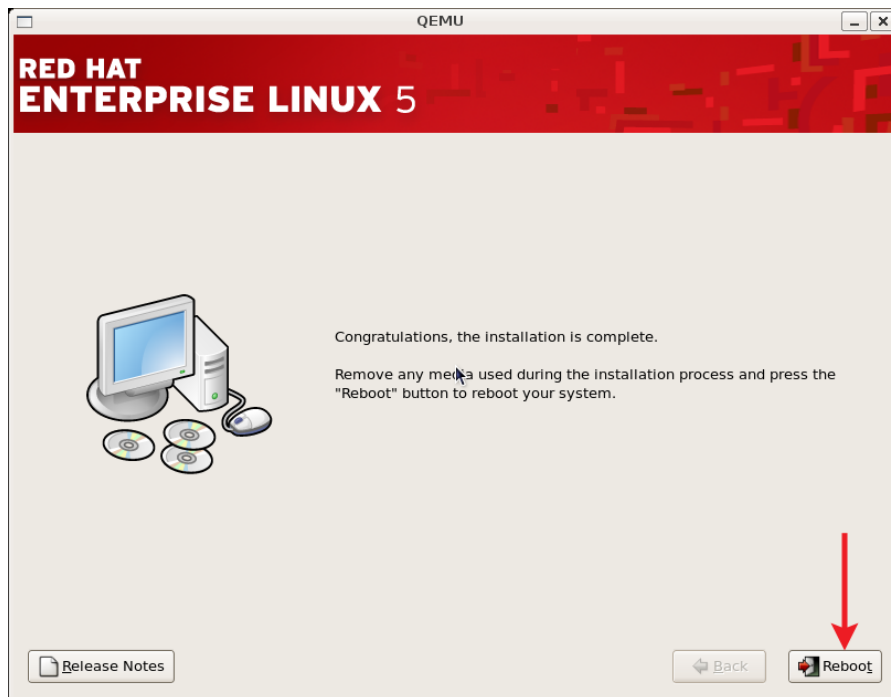 QEMU
RED HAT
ENTERPRISE LINUX 5
Congratulations, the installation is complete.
Remove any media used during the installation process and press the
"Reboot" button to reboot your system.
Release Notes
Back
Reboot